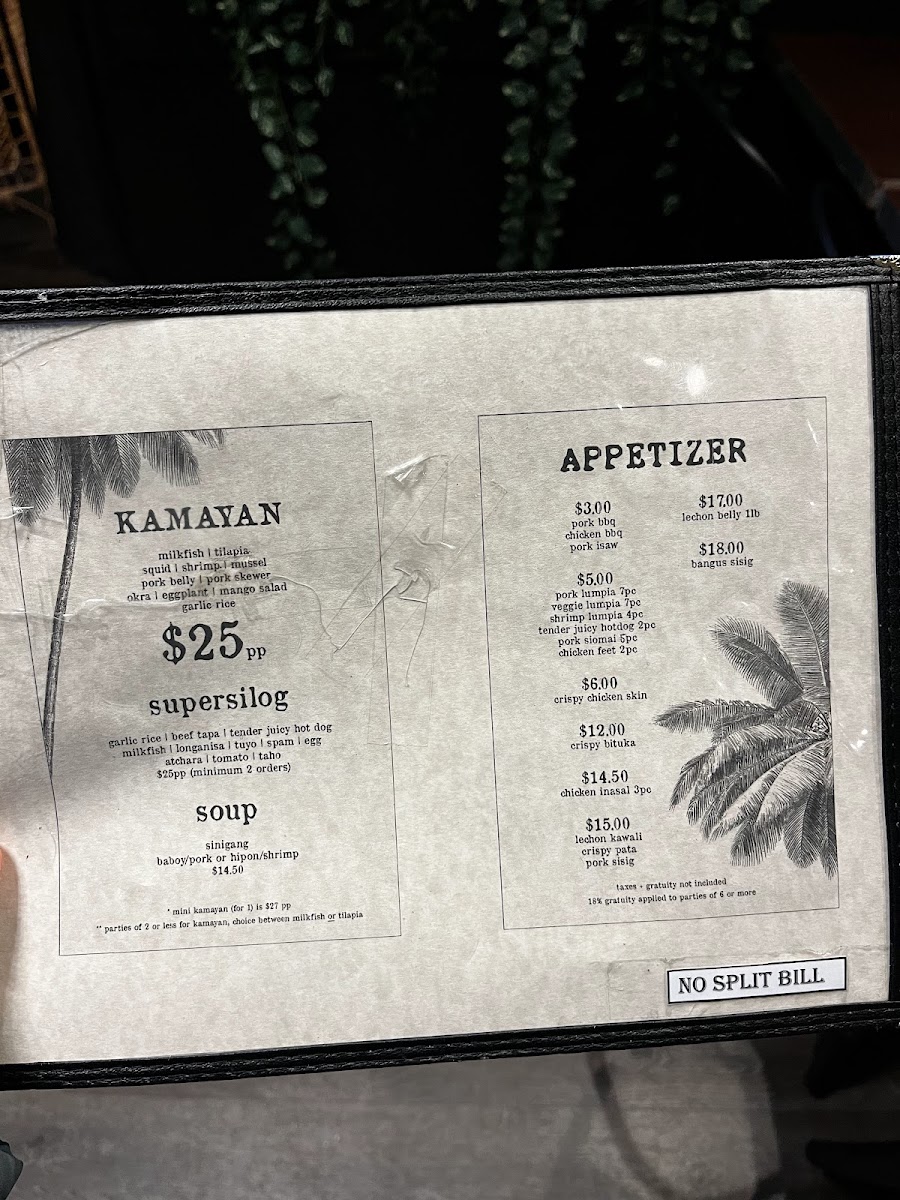 KAMAYAN
milkfish | tilapia
squid | shrimp | mussel
pork belly | pork skewer
okra | eggplant | mango salad
garlic rice
$25pp
supersilog
garlic rice | beef tapa | tender juicy hot dog
milkfish | longanisa | tuyo | spam | egg
atchara | tomato | taho
$25pp (minimum 2 orders)
soup
sinigang
baboy/pork or hipon/shrimp
$14.50
* mini kamayan (for 1) is $27 pp
** parties of 2 or less for kamayan, choice between milkfish or tilapia
APPETIZER
$3.00
pork bbq
chicken bbq
pork isaw
$5.00
pork lumpia 7pc
veggie lumpia 7pc
shrimp lumpia 4pc
tender juicy hotdog 2pc
pork siomai 5pc
chicken feet 2pc
$6.00
crispy chicken skin
$12.00
crispy bituka
$14.50
chicken inasal 3pc
$15.00
lechon kawali
crispy pata
pork sisig
$17.00
lechon belly 1lb
$18.00
bangus sisig
taxes + gratuity not included
18% gratuity applied to parties of 6 or more
NO SPLIT BILL